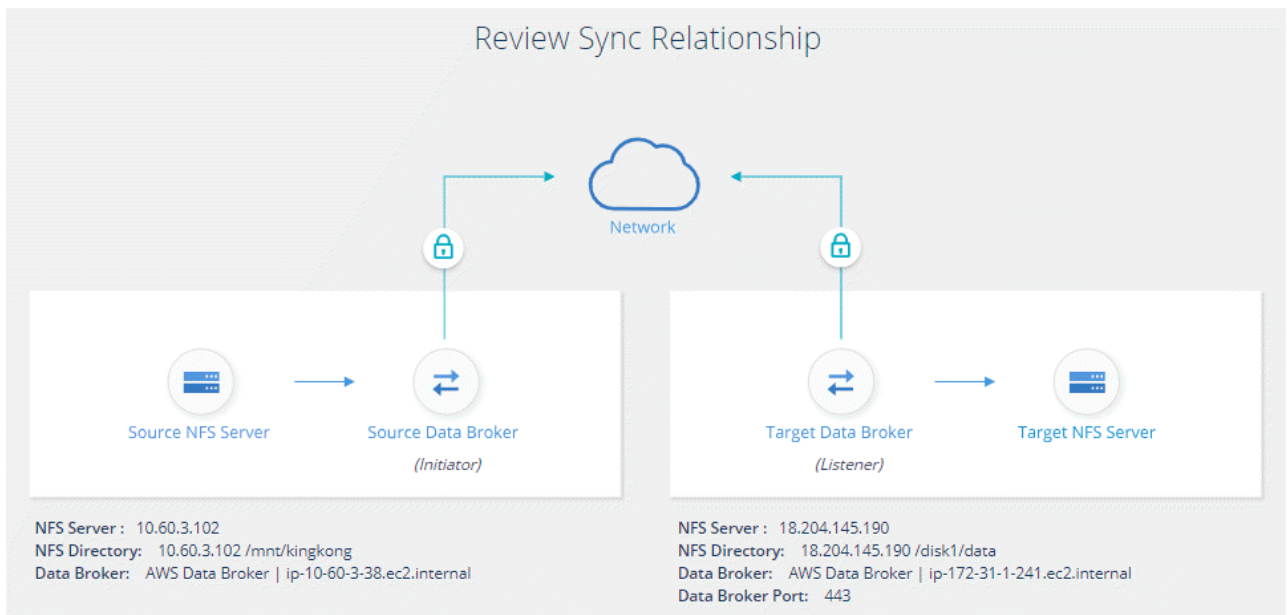 Review Sync Relationship
Network
Source NFS Server
Source Data Broker
(Initiator)
Target Data Broker
(Listener)
Target NFS Server
NFS Server : 10.60.3.102
NFS Directory: 10.60.3.102 /mnt/kingkong
Data Broker: AWS Data Broker | ip-10-60-3-38.ec2.internal
NFS Server : 18.204.145.190
NFS Directory: 18.204.145.190 /disk1/data
Data Broker: AWS Data Broker | ip-172-31-1-241.ec2.internal
Data Broker Port: 443